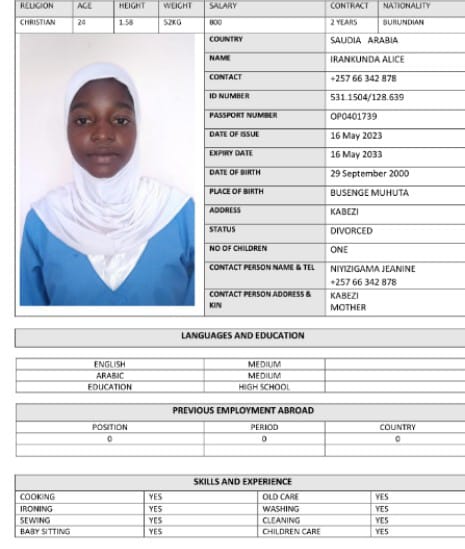 RELIGION AGE HEIGHT WEIGHT SALARY CONTRACT NATIONALITY
CHRISTIAN 24 1.58 52KG 800 2 YEARS BURUNDIAN
COUNTRY SAUDIA ARABIA
NAME IRANKUNDA ALICE
CONTACT +257 66 342 878
ID NUMBER 531.1504/128.639
PASSPORT NUMBER OP0401739
DATE OF ISSUE 16 May 2023
EXPIRY DATE 16 May 2033
DATE OF BIRTH 29 September 2000
PLACE OF BIRTH BUSENGE MUHUTA
ADDRESS KABEZI
STATUS DIVORCED
NO OF CHILDREN ONE
CONTACT PERSON NAME & TEL NIYIZIGAMA JEANINE
+257 66 342 878
CONTACT PERSON ADDRESS & KABEZI
KIN MOTHER
LANGUAGES AND EDUCATION
ENGLISH MEDIUM
ARABIC MEDIUM
EDUCATION HIGH SCHOOL
PREVIOUS EMPLOYMENT ABROAD
POSITION PERIOD COUNTRY
0 0 0
SKILLS AND EXPERIENCE
COOKING YES OLD CARE YES
IRONING YES WASHING YES
SEWING YES CLEANING YES
BABY SITTING YES CHILDREN CARE YES